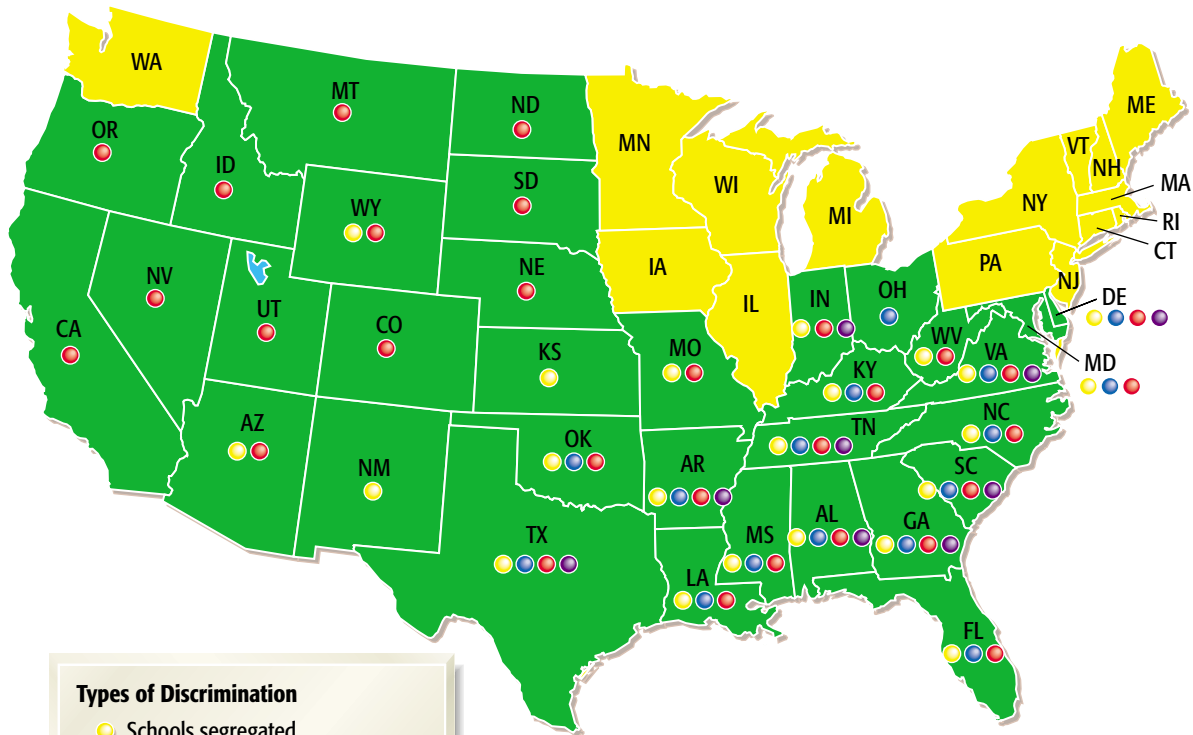 WA
MT
ND
MN
ME
OR
ID
SD
WI
VT
NH
MA
WY
MI
NY
RI
CT
NV
NE
IA
PA
NJ
UT
CO
IL
IN
OH
DE
CA
KS
MO
WV
VA
MD
KY
AZ
NM
OK
AR
TN
NC
SC
TX
MS
AL
GA
LA
FL
Types of Discrimination
Schools segregated